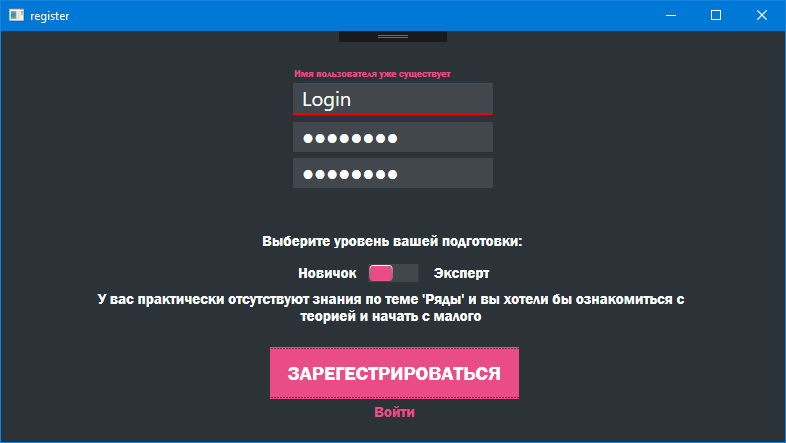 register
Имя пользователя уже существует
Login
●●●●●●●●
●●●●●●●●
Выберите уровень вашей подготовки:
Новичок Эксперт
У вас практически отсутствуют знания по теме 'Ряды' и вы хотели бы ознакомиться с
теорией и начать с малого
ЗАРЕГЕСТРИРОВАТЬСЯ
Войти